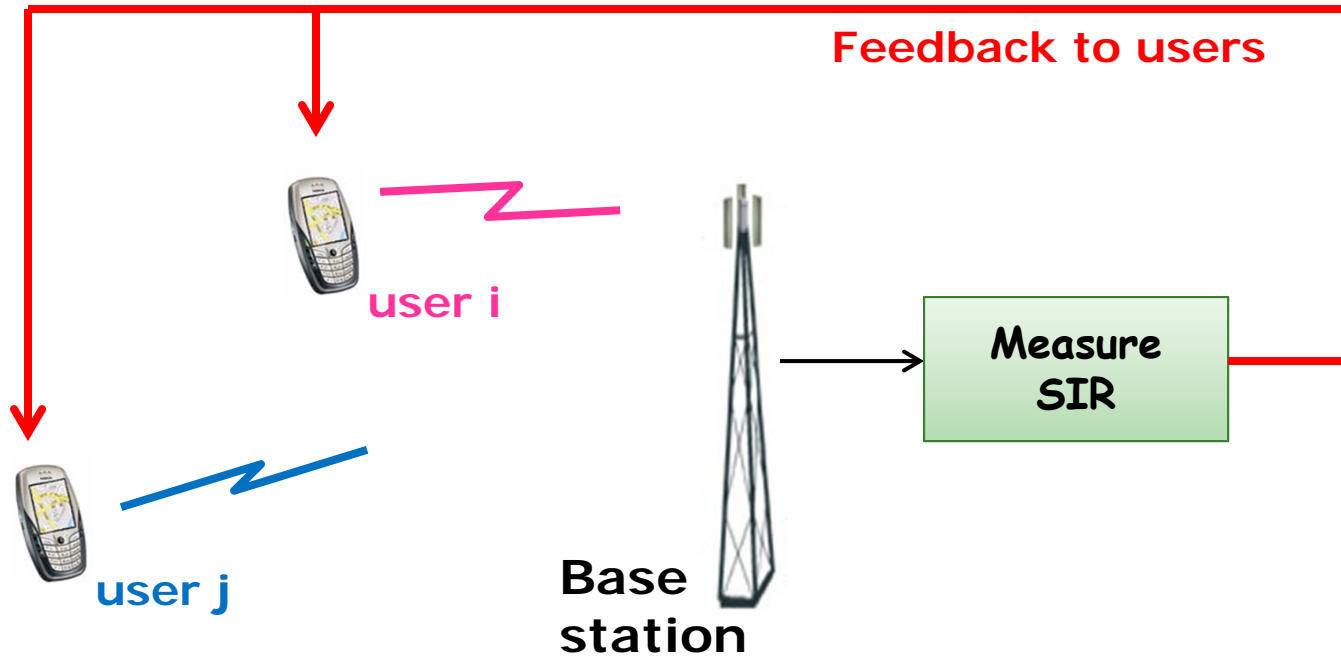 Feedback to users
user i
Measure
SIR
user j
Base
station